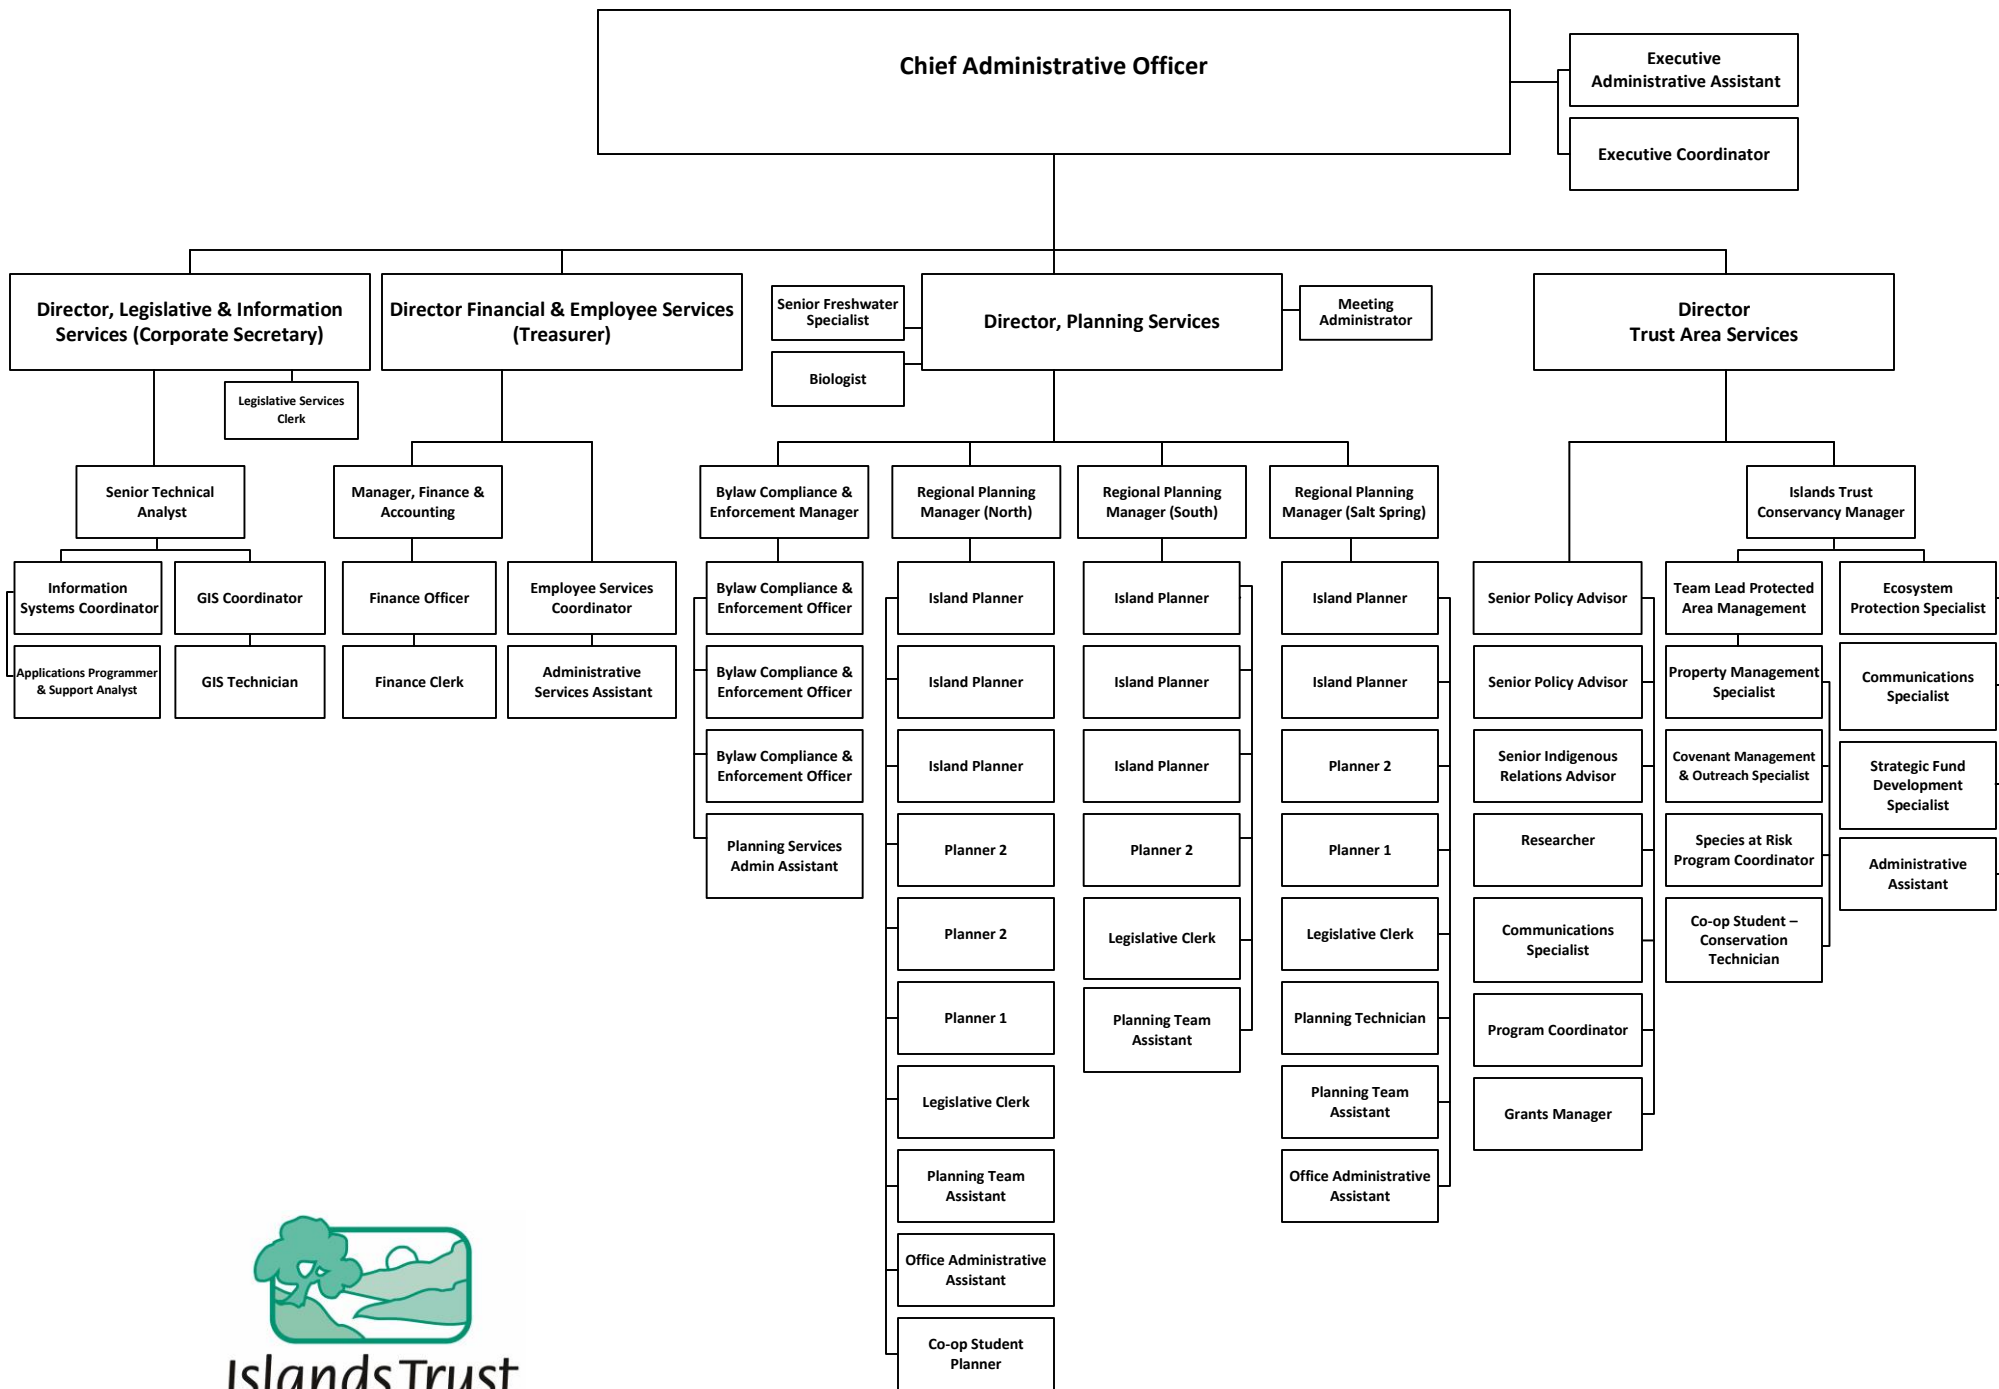 Chief Administrative Officer
Executive
Administrative Assistant
Executive Coordinator
Director, Legislative & Information
Services (Corporate Secretary)
Director Financial & Employee Services
(Treasurer)
Senior Freshwater
Specialist
Biologist
Director, Planning Services
Meeting
Administrator
Director
Trust Area Services
Legislative Services
Clerk
Senior Technical
Analyst
Information
Systems Coordinator
Applications Programmer
& Support Analyst
GIS Coordinator
GIS Technician
Manager, Finance &
Accounting
Finance Officer
Finance Clerk
Employee Services
Coordinator
Administrative
Services Assistant
Bylaw Compliance &
Enforcement Manager
Bylaw Compliance &
Enforcement Officer
Bylaw Compliance &
Enforcement Officer
Bylaw Compliance &
Enforcement Officer
Planning Services
Admin Assistant
Regional Planning
Manager (North)
Island Planner
Island Planner
Island Planner
Planner 2
Planner 2
Planner 1
Legislative Clerk
Planning Team
Assistant
Office Administrative
Assistant
Co-op Student
Planner
Regional Planning
Manager (South)
Island Planner
Island Planner
Island Planner
Planner 2
Legislative Clerk
Planning Team
Assistant
Regional Planning
Manager (Salt Spring)
Island Planner
Island Planner
Planner 2
Planner 1
Legislative Clerk
Planning Technician
Planning Team
Assistant
Office Administrative
Assistant
Senior Policy Advisor
Senior Policy Advisor
Senior Indigenous
Relations Advisor
Researcher
Communications
Specialist
Program Coordinator
Grants Manager
Islands Trust
Conservancy Manager
Team Lead Protected
Area Management
Property Management
Specialist
Covenant Management
& Outreach Specialist
Species at Risk
Program Coordinator
Co-op Student –
Conservation
Technician
Ecosystem
Protection Specialist
Communications
Specialist
Strategic Fund
Development
Specialist
Administrative
Assistant
Islands Trust